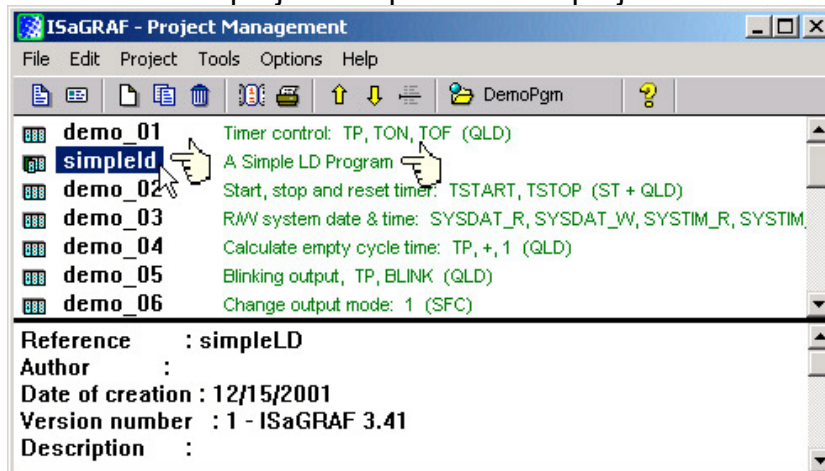 ISaGRAF - Project Management
File Edit Project Tools Options Help
DemoPgm
demo_01 Timer control: TP, TON, TOF (QLD)
simpleld A Simple LD Program
demo_02 Start, stop and reset timer: TSTART, TSTOP (ST + QLD)
demo_03 R/W system date & time: SYSDAT_R, SYSDAT_W, SYSTIM_R, SYSTIM_
demo_04 Calculate empty cycle time: TP, +, 1 (QLD)
demo_05 Blinking output, TP, BLINK (QLD)
demo_06 Change output mode: 1 (SFC)
Reference : simpleLD
Author :
Date of creation : 12/15/2001
Version number : 1 - ISaGRAF 3.41
Description :